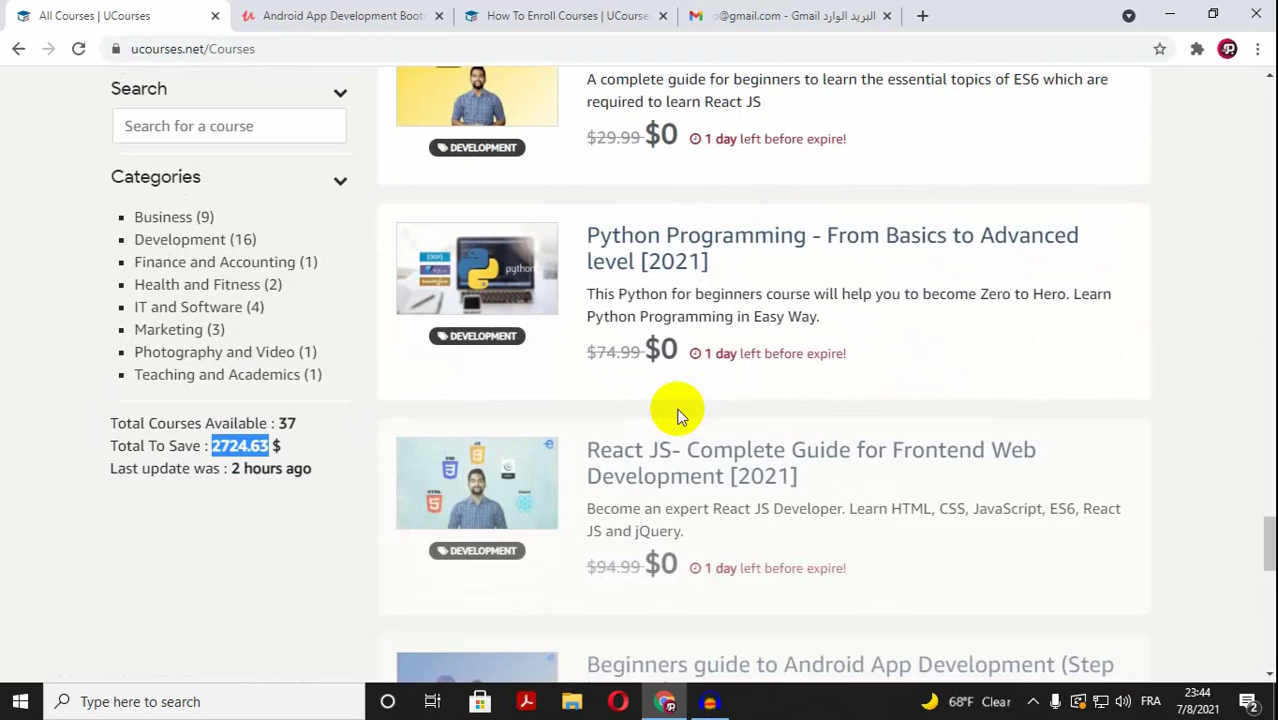 All Courses | UCourses
Android App Development Boot
How To Enroll Courses | UCourse
o@gmail.com - Gmail البريد الوارد
ucourses.net/Courses
Search
Search for a course
Categories
Business (9)
Development (16)
Finance and Accounting (1)
Health and Fitness (2)
IT and Software (4)
Marketing (3)
Photography and Video (1)
Teaching and Academics (1)
Total Courses Available : 37
Total To Save : 2724.63 $
Last update was : 2 hours ago
A complete guide for beginners to learn the essential topics of ES6 which are
required to learn React JS
$29.99 $0 1 day left before expire!
DEVELOPMENT
Python Programming - From Basics to Advanced
level [2021]
This Python for beginners course will help you to become Zero to Hero. Learn
Python Programming in Easy Way.
$74.99 $0 1 day left before expire!
DEVELOPMENT
React JS- Complete Guide for Frontend Web
Development [2021]
Become an expert React JS Developer. Learn HTML, CSS, JavaScript, ES6, React
JS and jQuery.
$94.99 $0 1 day left before expire!
DEVELOPMENT
Beginners guide to Android App Development (Step
Type here to search
68°F Clear
FRA
23:44
7/8/2021
2